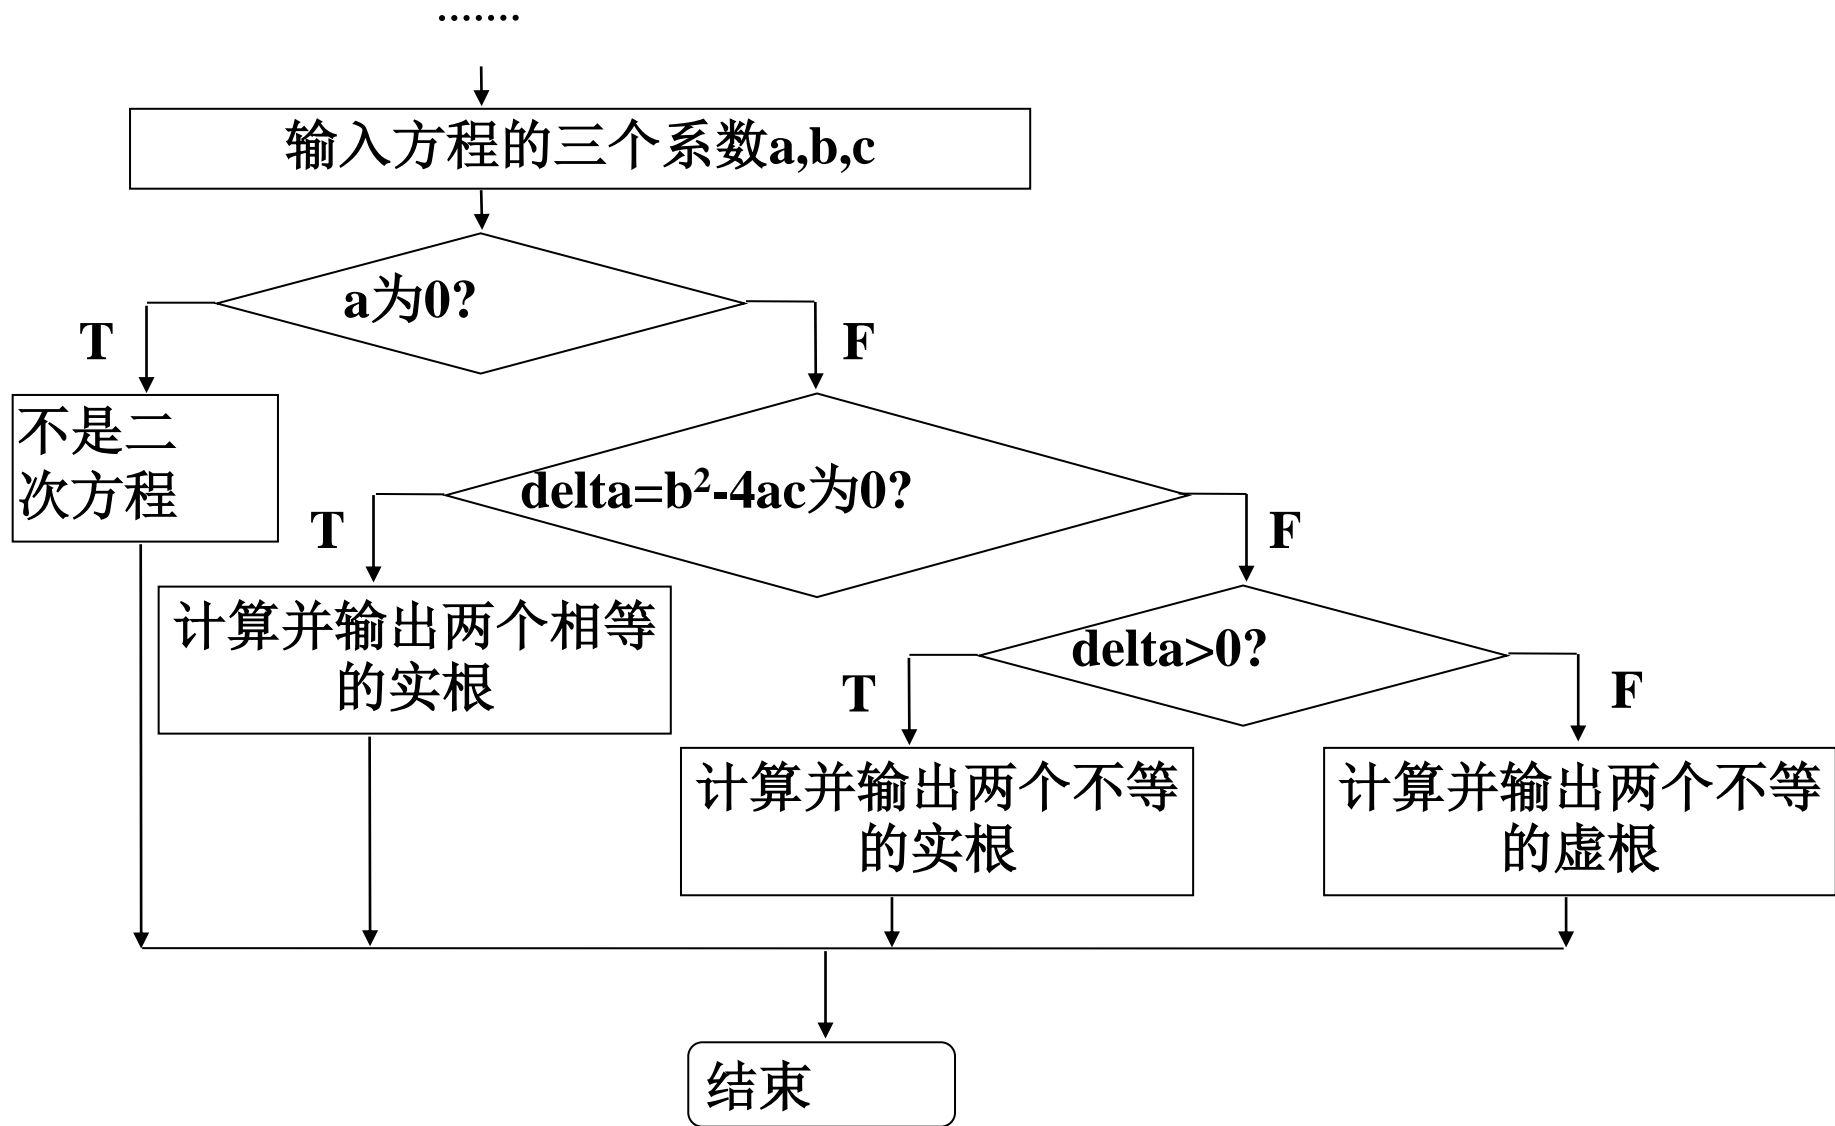 .......
输入方程的三个系数a,b,c
a为0?
T
F
不是二
次方程
delta=b²-4ac为0?
T
F
计算并输出两个相等
的实根
delta>0?
T
F
计算并输出两个不等
的实根
计算并输出两个不等
的虚根
结束